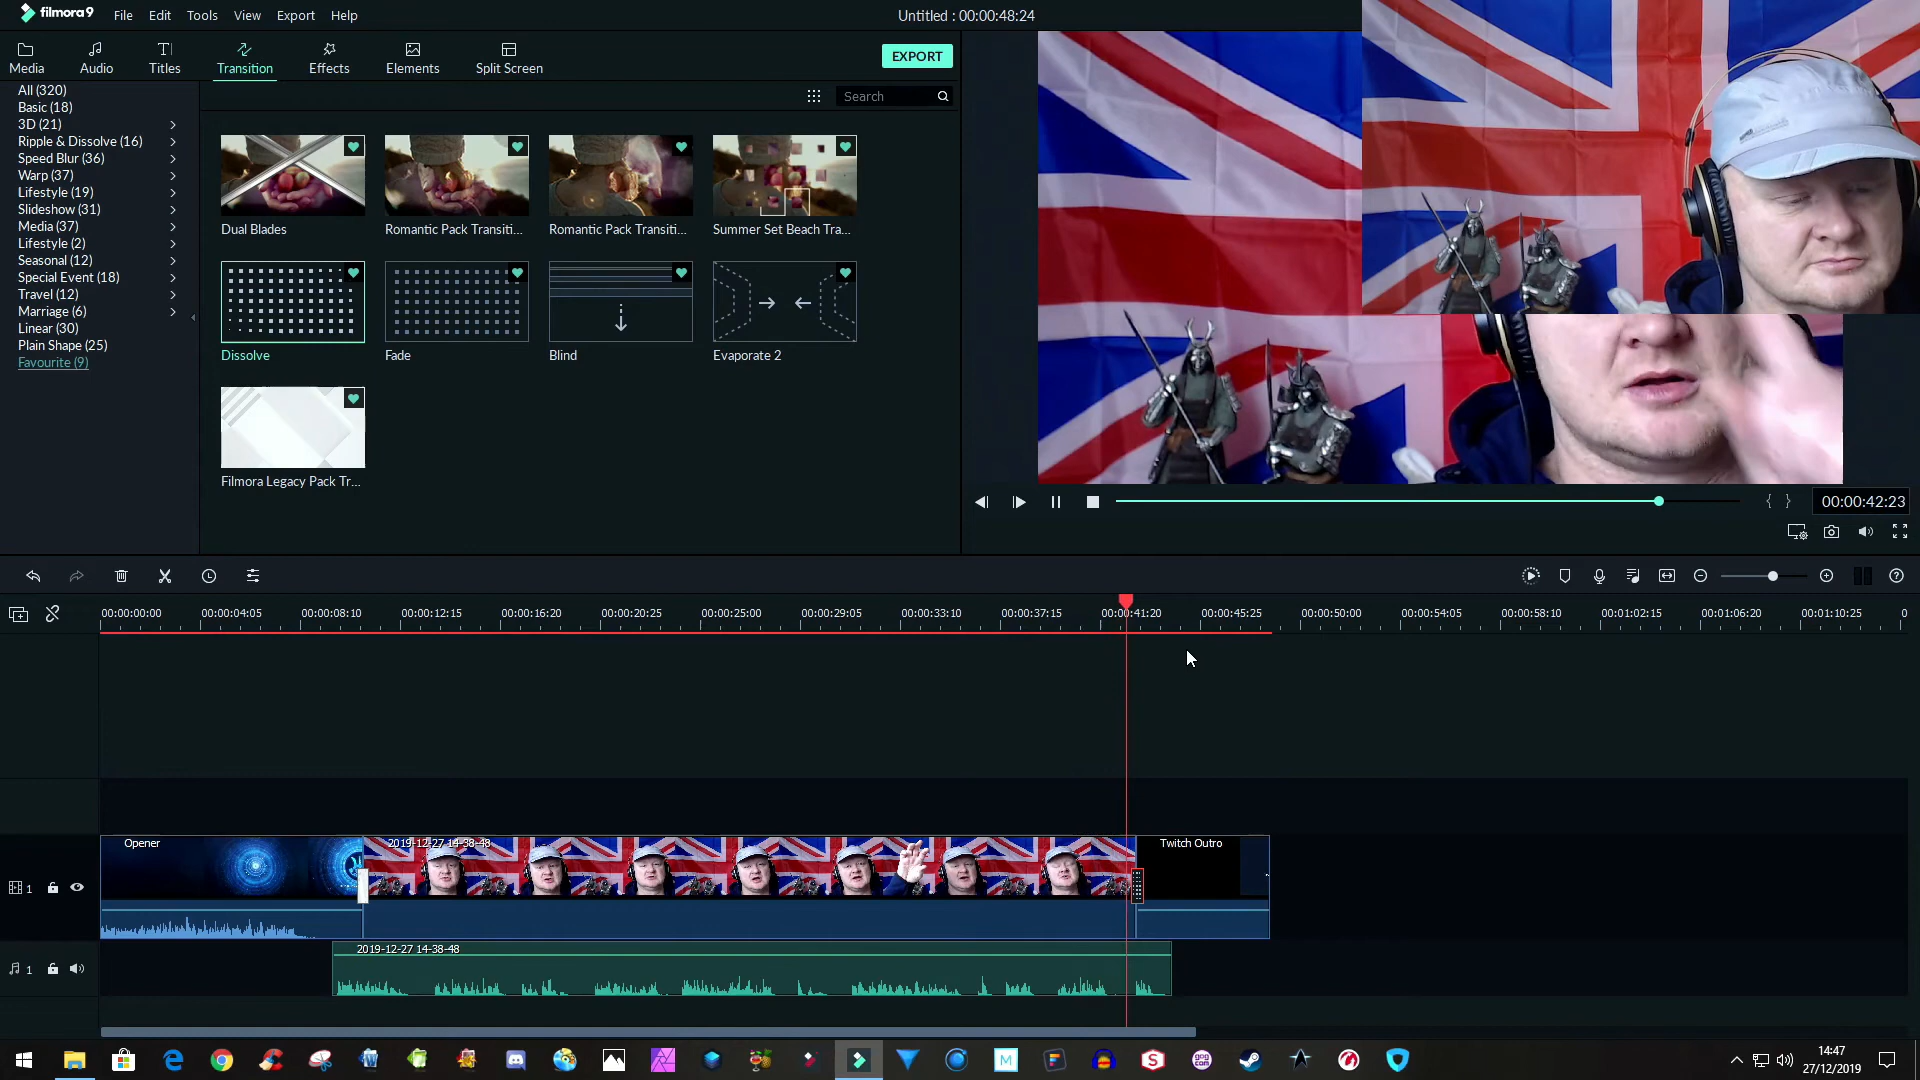 filmora9
File Edit Tools View Export Help
Untitled : 00:00:48:24
Media Audio Titles Transition Effects Elements Split Screen
EXPORT
Search
All (320)
Basic (18)
3D (21)
Ripple & Dissolve (16)
Speed Blur (36)
Warp (37)
Lifestyle (19)
Slideshow (31)
Media (37)
Lifestyle (2)
Seasonal (12)
Special Event (18)
Travel (12)
Marriage (6)
Linear (30)
Plain Shape (25)
Favourite (9)
Dual Blades
Romantic Pack Transiti...
Romantic Pack Transiti...
Summer Set Beach Tra...
Dissolve
Fade
Blind
Evaporate 2
Filmora Legacy Pack Tr...
{ } 00:00:42:23
00:00:00:00 00:00:04:05 00:00:08:10 00:00:12:15 00:00:16:20 00:00:20:25 00:00:25:00 00:00:29:05 00:00:33:10 00:00:37:15 00:00:41:20 00:00:45:25 00:00:50:00 00:00:54:05 00:00:58:10 00:01:02:15 00:01:06:20 00:01:10:25 0
Opener
2019-12-27 14-38-48
Twitch Outro
1
2019-12-27 14-38-48
1
14:47
27/12/2019